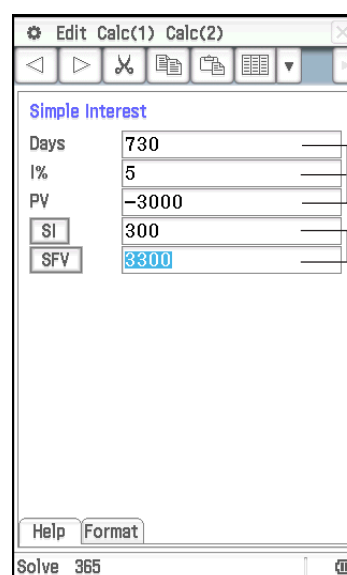 Edit Calc(1) Calc(2)
Simple Interest
Days 730
I% 5
PV −3000
SI 300
SFV 3300
Help Format
Solve 365